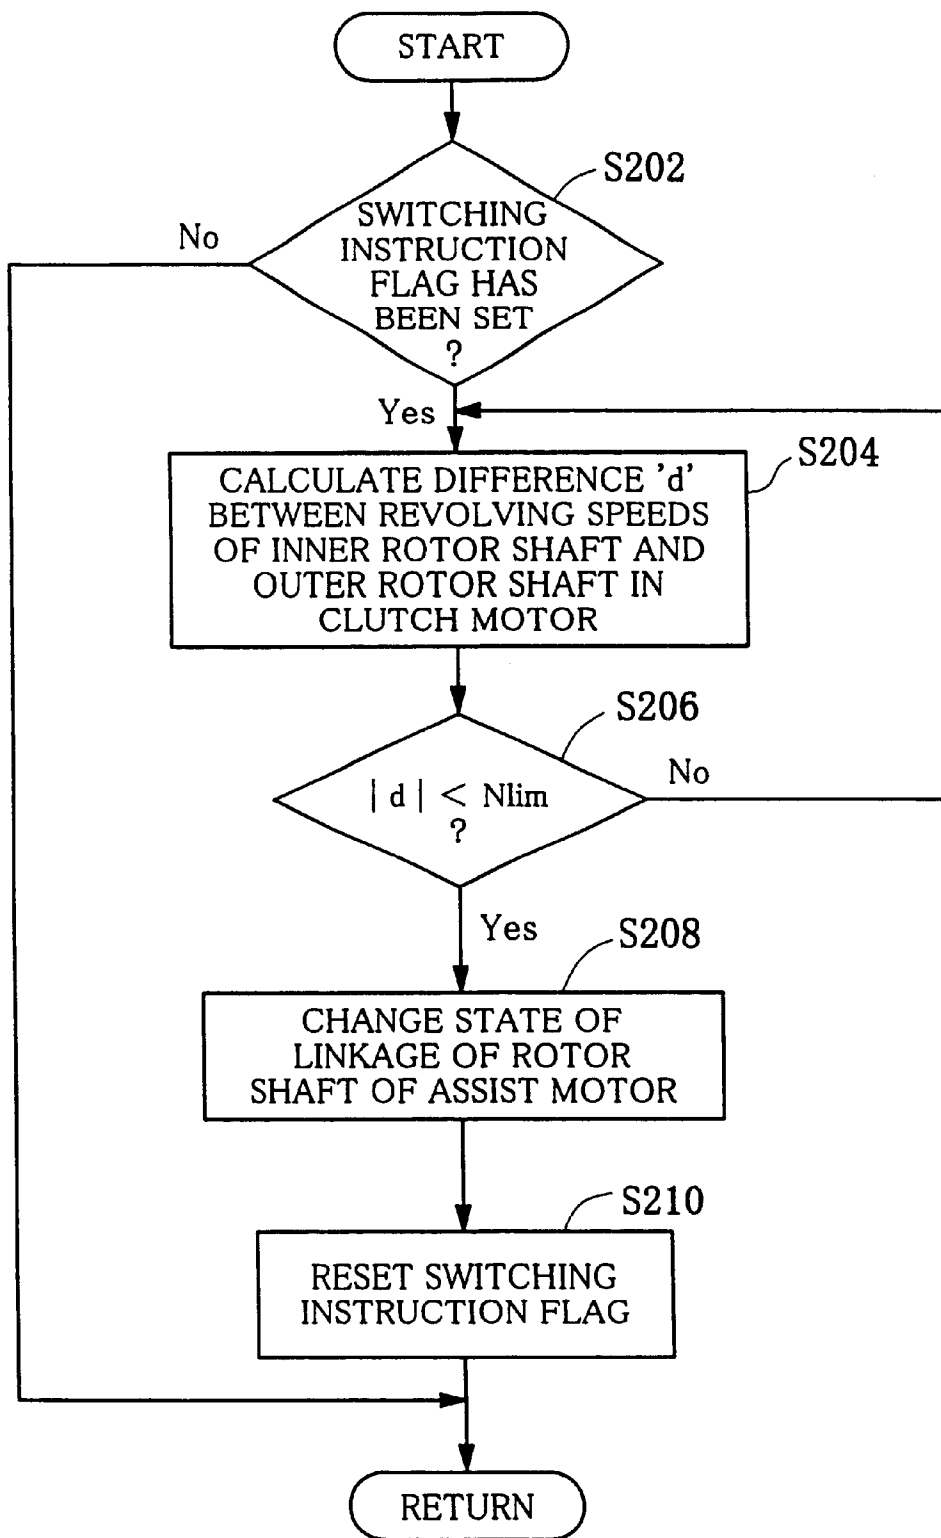 START
S202
SWITCHING
INSTRUCTION
FLAG HAS
BEEN SET
?
No
Yes
S204
CALCULATE DIFFERENCE 'd'
BETWEEN REVOLVING SPEEDS
OF INNER ROTOR SHAFT AND
OUTER ROTOR SHAFT IN
CLUTCH MOTOR
S206
| d | < Nlim
?
No
Yes
S208
CHANGE STATE OF
LINKAGE OF ROTOR
SHAFT OF ASSIST MOTOR
S210
RESET SWITCHING
INSTRUCTION FLAG
RETURN